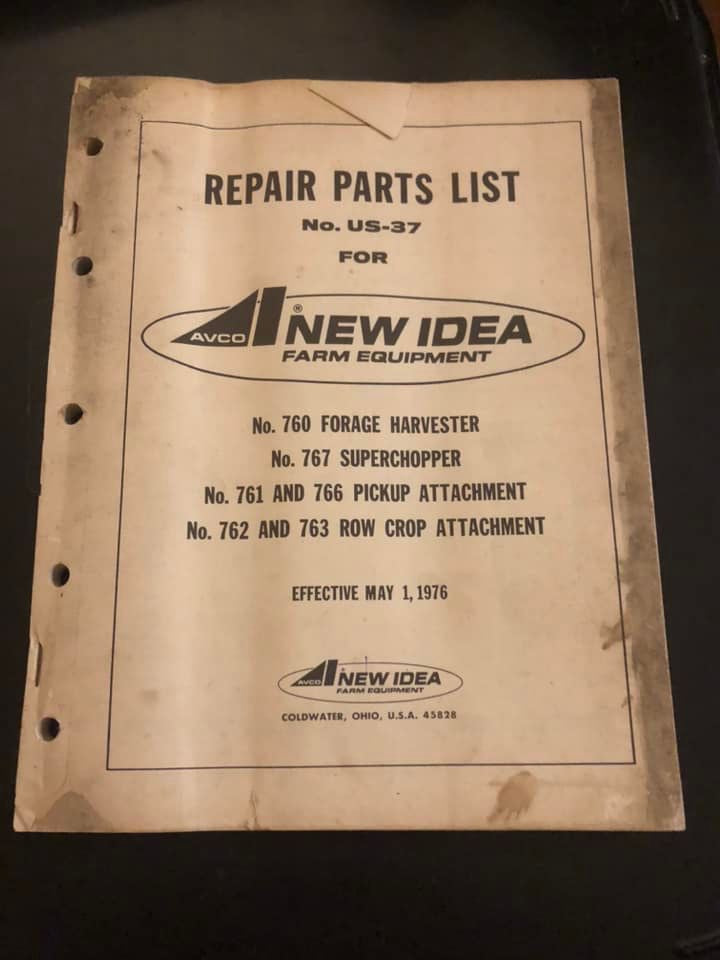 REPAIR PARTS LIST
No. US-37
FOR
AVCO
®
NEW IDEA
FARM EQUIPMENT
No. 760 FORAGE HARVESTER
No. 767 SUPERCHOPPER
No. 761 AND 766 PICKUP ATTACHMENT
No. 762 AND 763 ROW CROP ATTACHMENT
EFFECTIVE MAY 1, 1976
AVCO
NEW IDEA
FARM EQUIPMENT
COLDWATER, OHIO, U.S.A. 45828